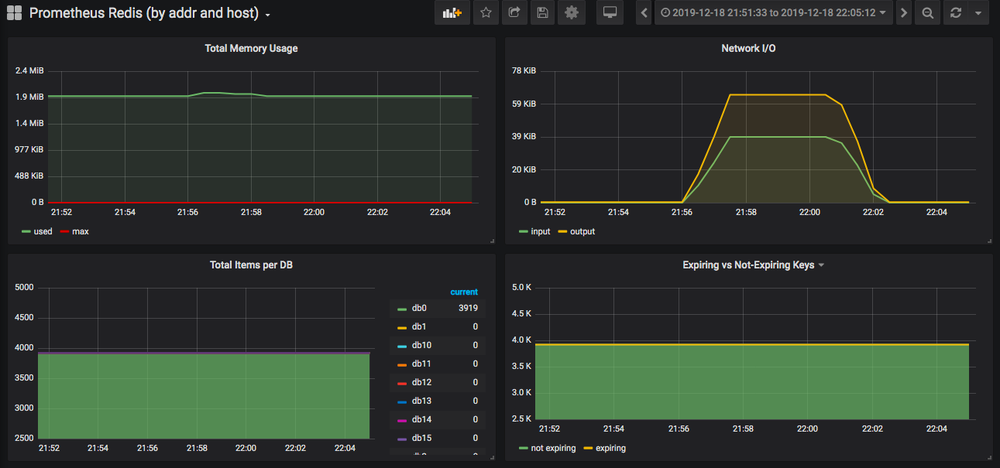 Prometheus Redis (by addr and host)
2019-12-18 21:51:33 to 2019-12-18 22:05:12
Total Memory Usage
2.4 MiB
1.9 MiB
1.4 MiB
977 KiB
488 KiB
0 B
21:52 21:54 21:56 21:58 22:00 22:02 22:04
used max
Network I/O
78 KiB
59 KiB
39 KiB
20 KiB
0 B
21:52 21:54 21:56 21:58 22:00 22:02 22:04
input output
Total Items per DB
5000
4500
4000
3500
3000
2500
21:52 21:54 21:56 21:58 22:00 22:02 22:04
current
db0 3919
db1 0
db10 0
db11 0
db12 0
db13 0
db14 0
db15 0
Expiring vs Not-Expiring Keys
5.0 K
4.5 K
4.0 K
3.5 K
3.0 K
2.5 K
21:52 21:54 21:56 21:58 22:00 22:02 22:04
not expiring expiring